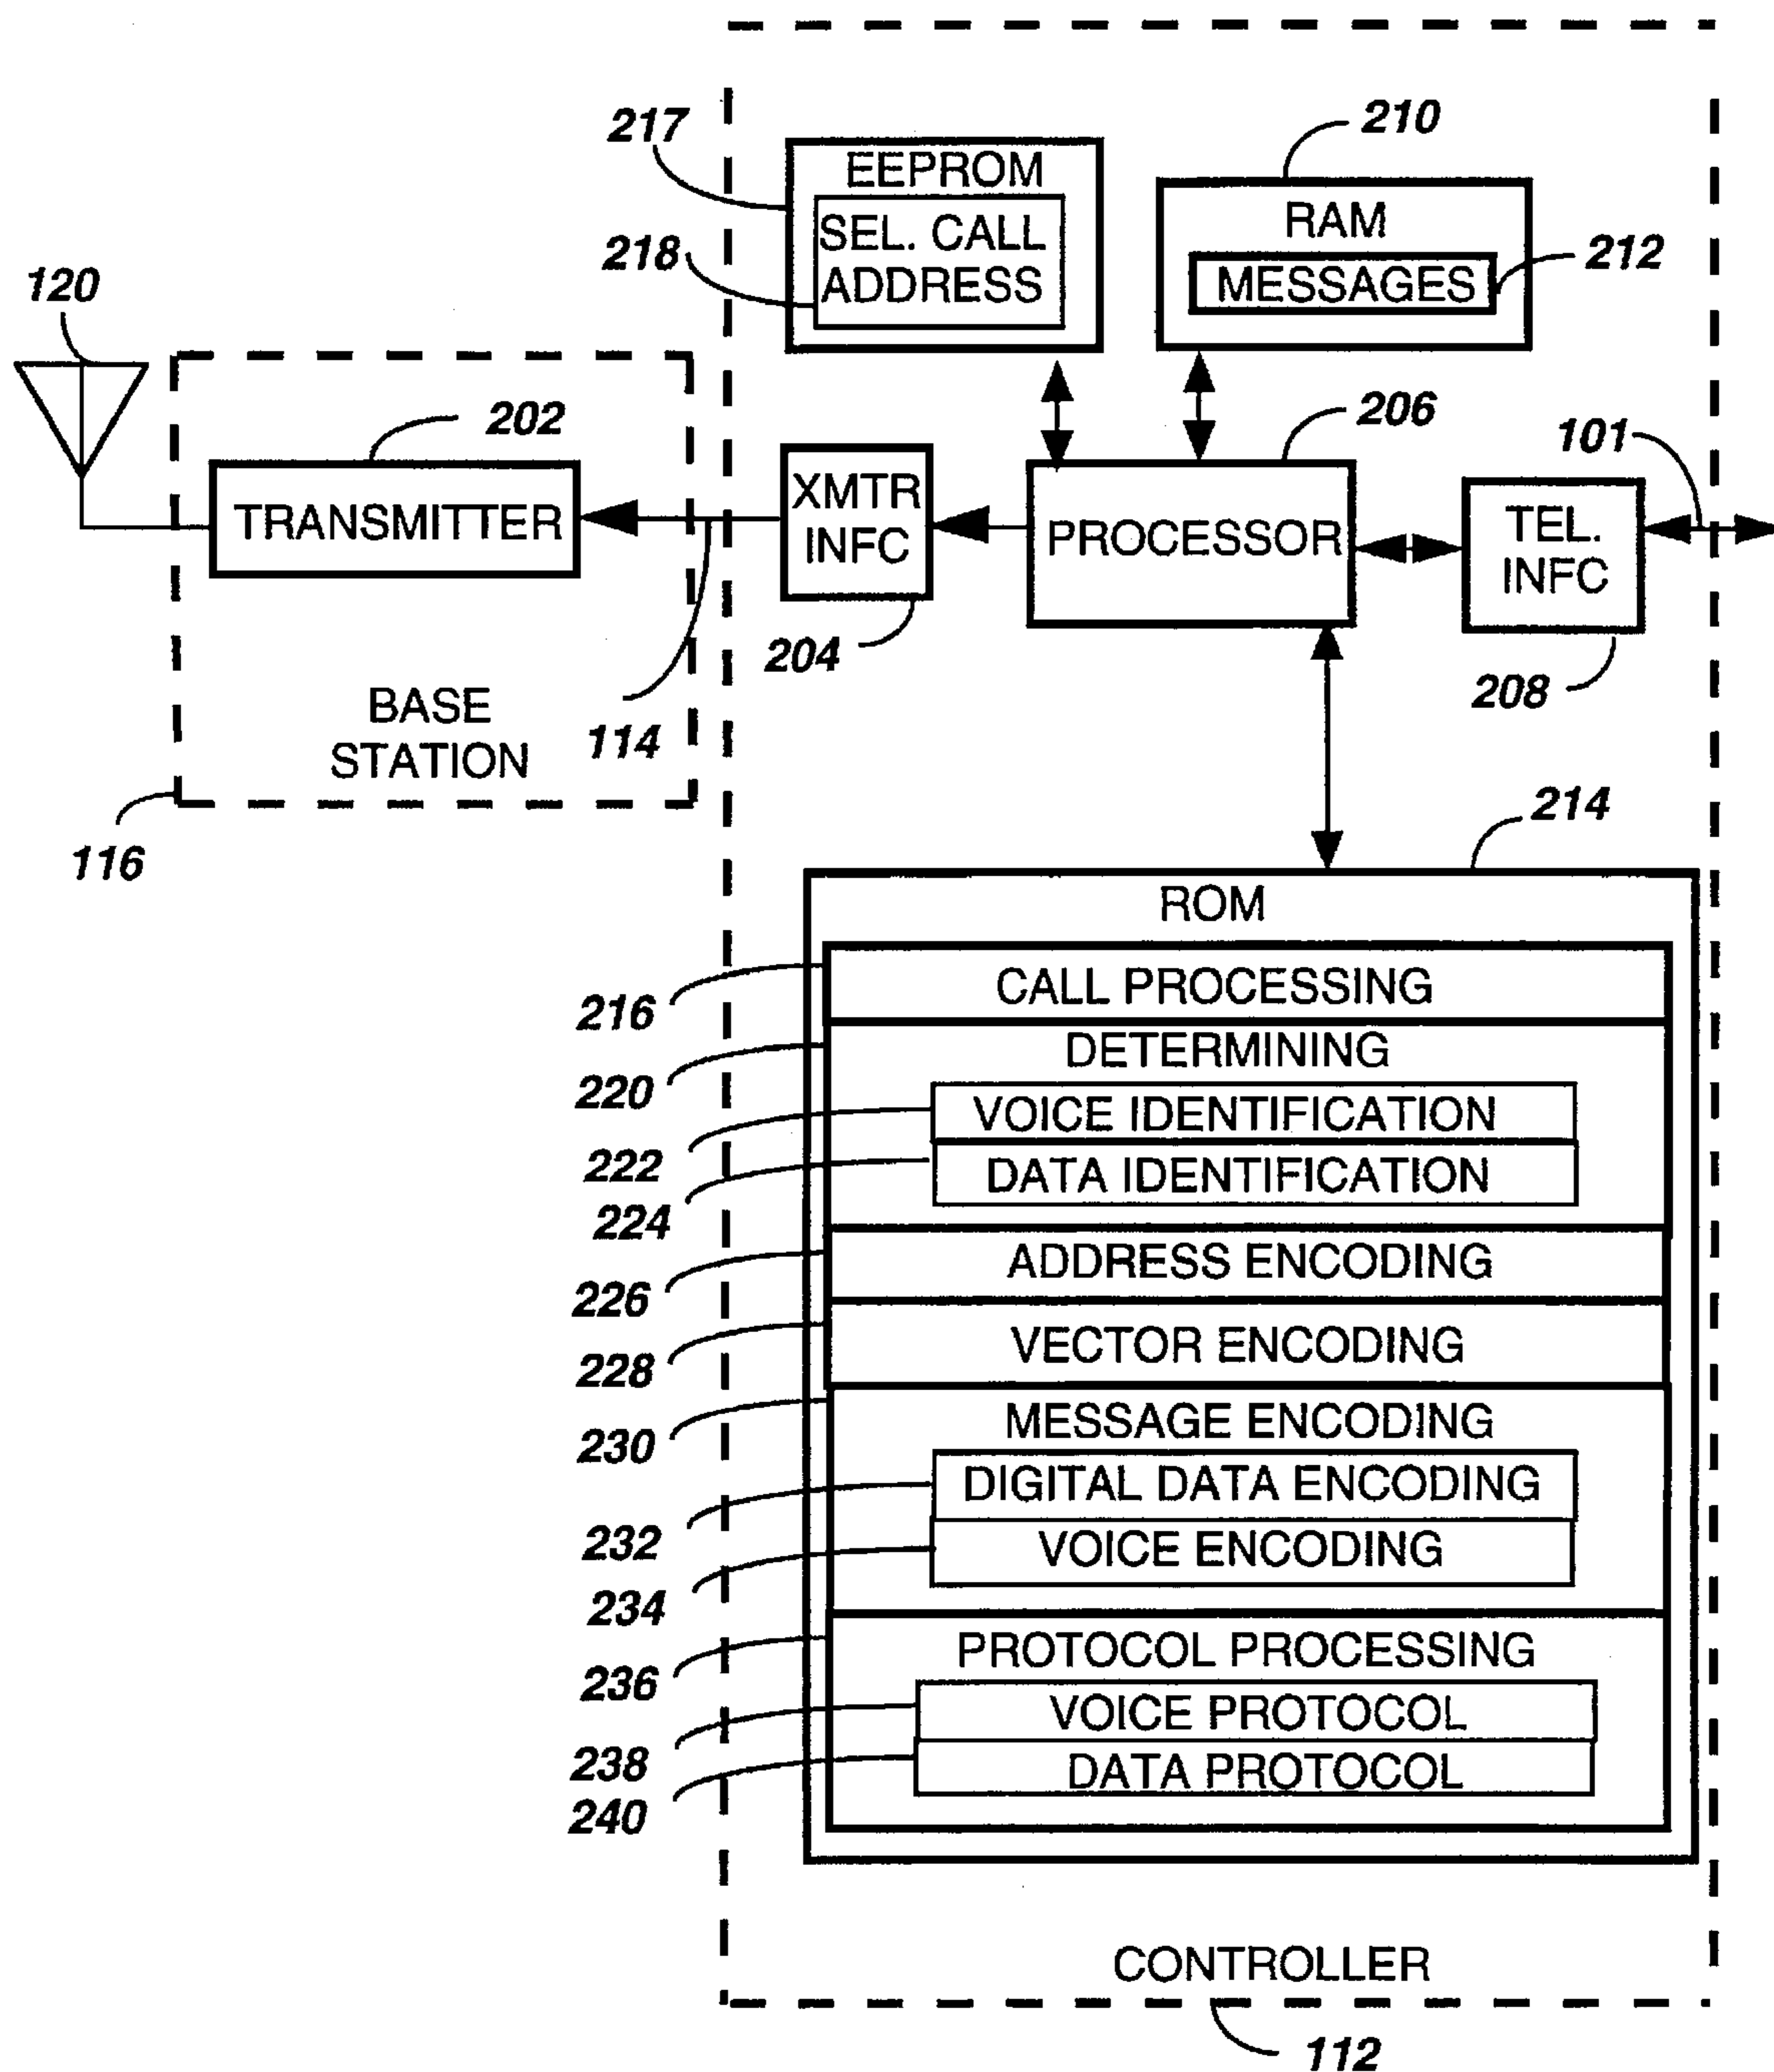 217
EEPROM
SEL. CALL
ADDRESS
218
210
RAM
MESSAGES
212
120
202
TRANSMITTER
BASE
STATION
116
114
XMTR
INFC
204
206
PROCESSOR
101
TEL.
INFC
208
214
ROM
216
CALL PROCESSING
220
DETERMINING
222
VOICE IDENTIFICATION
224
DATA IDENTIFICATION
226
ADDRESS ENCODING
228
VECTOR ENCODING
230
MESSAGE ENCODING
232
DIGITAL DATA ENCODING
234
VOICE ENCODING
236
PROTOCOL PROCESSING
238
VOICE PROTOCOL
240
DATA PROTOCOL
CONTROLLER
112